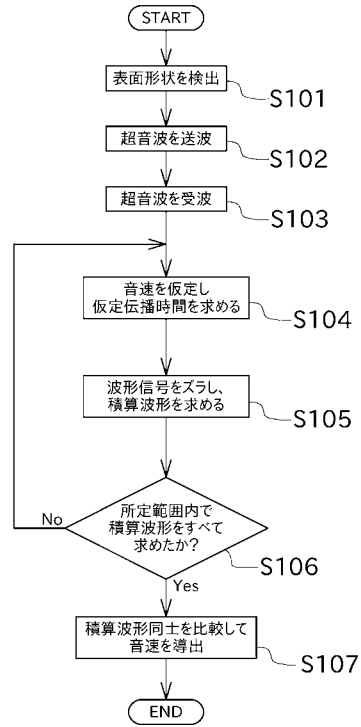 START
表面形状を検出
S101
超音波を送波
S102
超音波を受波
S103
音速を仮定し
仮定伝播時間を求める
S104
波形信号をズラし、
積算波形を求める
S105
所定範囲内で
積算波形をすべて
求めたか?
No
S106
Yes
積算波形同士を比較して
音速を導出
S107
END